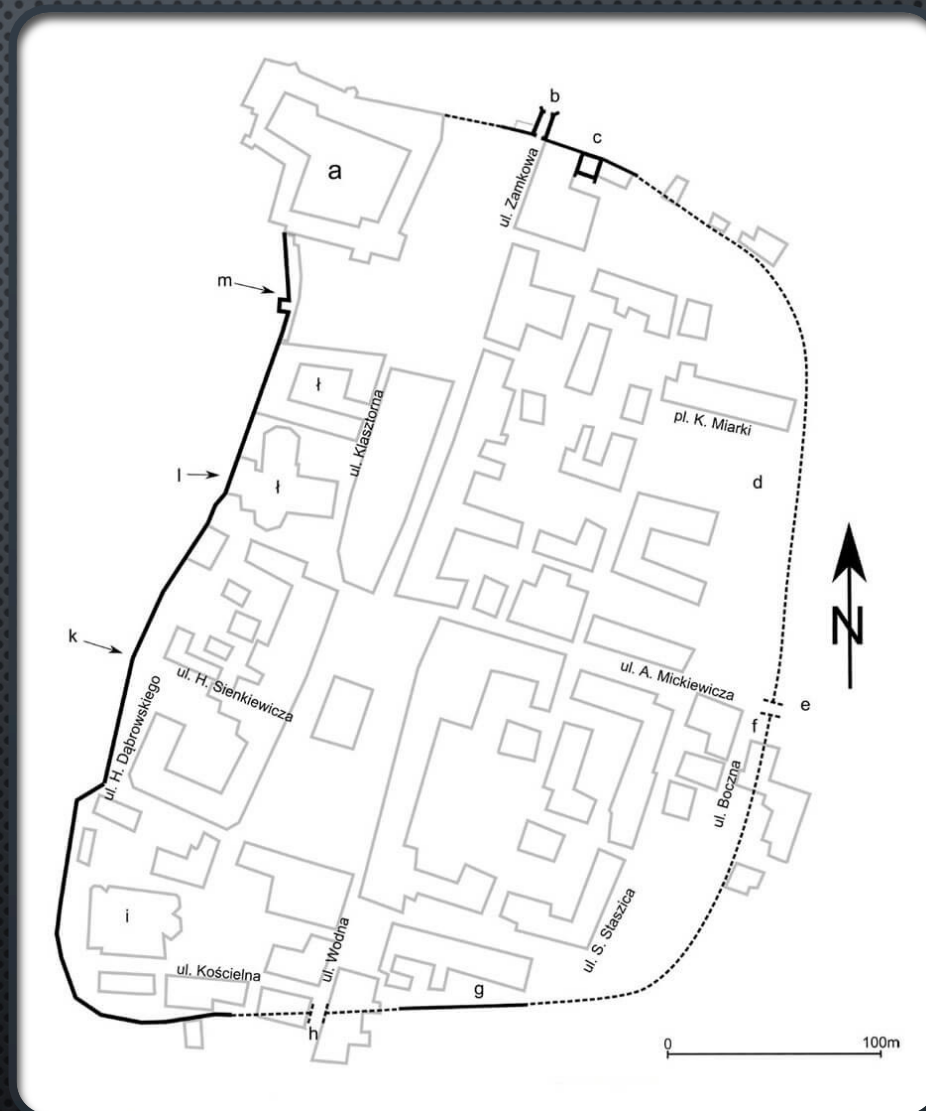 b
c
a
ul. Zamkowa
m
ł
ul. Klasztorna
pl. K. Miarki
l
ł
d
N
k
ul. H. Sienkiewicza
ul. A. Mickiewicza
e
f
ul. H. Dąbrowskiego
ul. Boczna
i
ul. S. Staszica
ul. Wodna
ul. Kościelna
g
h
0
100m